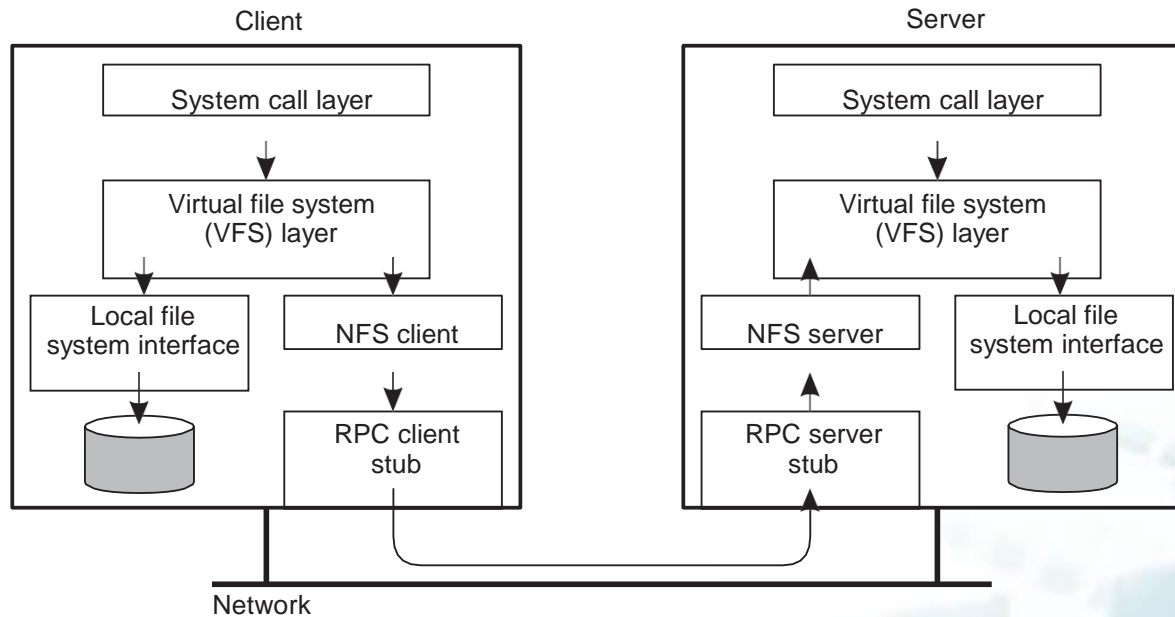 Client
System call layer
Virtual file system
(VFS) layer
Local file
system interface
NFS client
RPC client
stub
Server
System call layer
Virtual file system
(VFS) layer
NFS server
Local file
system interface
RPC server
stub
Network